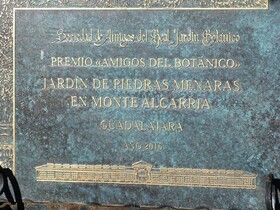 Sociedad de Amigos del Real Jardín Botánico
PREMIO «AMIGOS DEL BOTÁNICO»
JARDÍN DE PIEDRAS MENARAS
EN MONTE ALCARRIA
GUADALAJARA
AÑO 2016